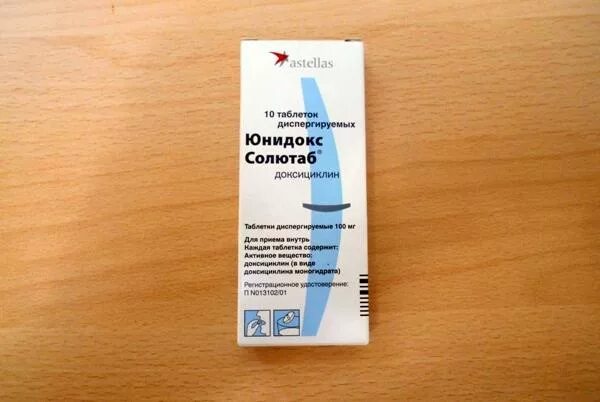 astellas
10 таблеток
диспергируемых
Юнидокс
Солютаб®
доксициклин
Таблетки диспергируемые 100 мг
Для приема внутрь
Каждая таблетка содержит:
Активное вещество:
доксициклин (в виде
доксициклина моногидрата)
Регистрационное удостоверение:
П N013102/01